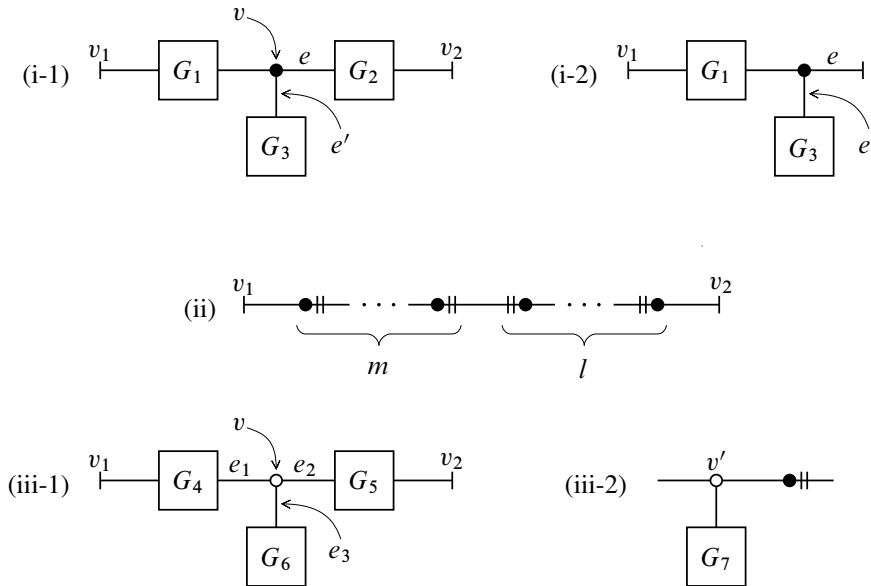 v
(i-1) v₁ G₁ e G₂ v₂
G₃ e′
(i-2) v₁ G₁ e
G₃ e
(ii) v₁ · · · · · · v₂
m l
v
(iii-1) v₁ G₄ e₁ e₂ G₅ v₂
G₆ e₃
(iii-2) v′
G₇